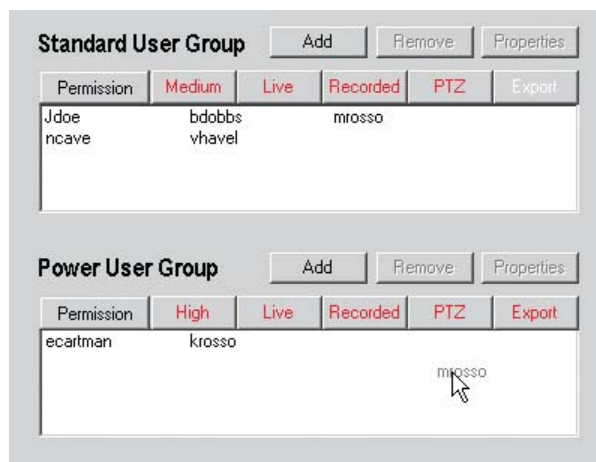 Standard User Group Add Remove Properties
Permission Medium Live Recorded PTZ Export
Jdoe bdobbs mrosso
ncave vhavel
Power User Group Add Remove Properties
Permission High Live Recorded PTZ Export
ecartman krosso
mrosso